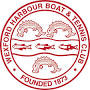 WEXFORD HARBOUR BOAT & TENNIS CLUB
FOUNDED 1873